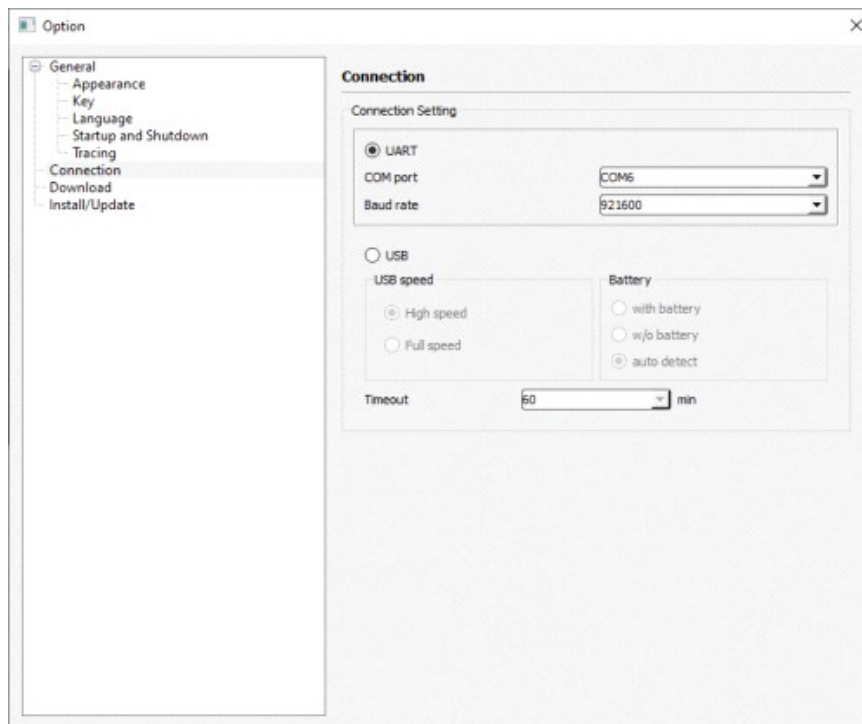 Option
General
Appearance
Key
Language
Startup and Shutdown
Tracing
Connection
Download
Install/Update
Connection
Connection Setting
UART
COM port
COM6
Baud rate
921600
USB
USB speed
High speed
Full speed
Battery
with battery
w/o battery
auto detect
Timeout
60
min